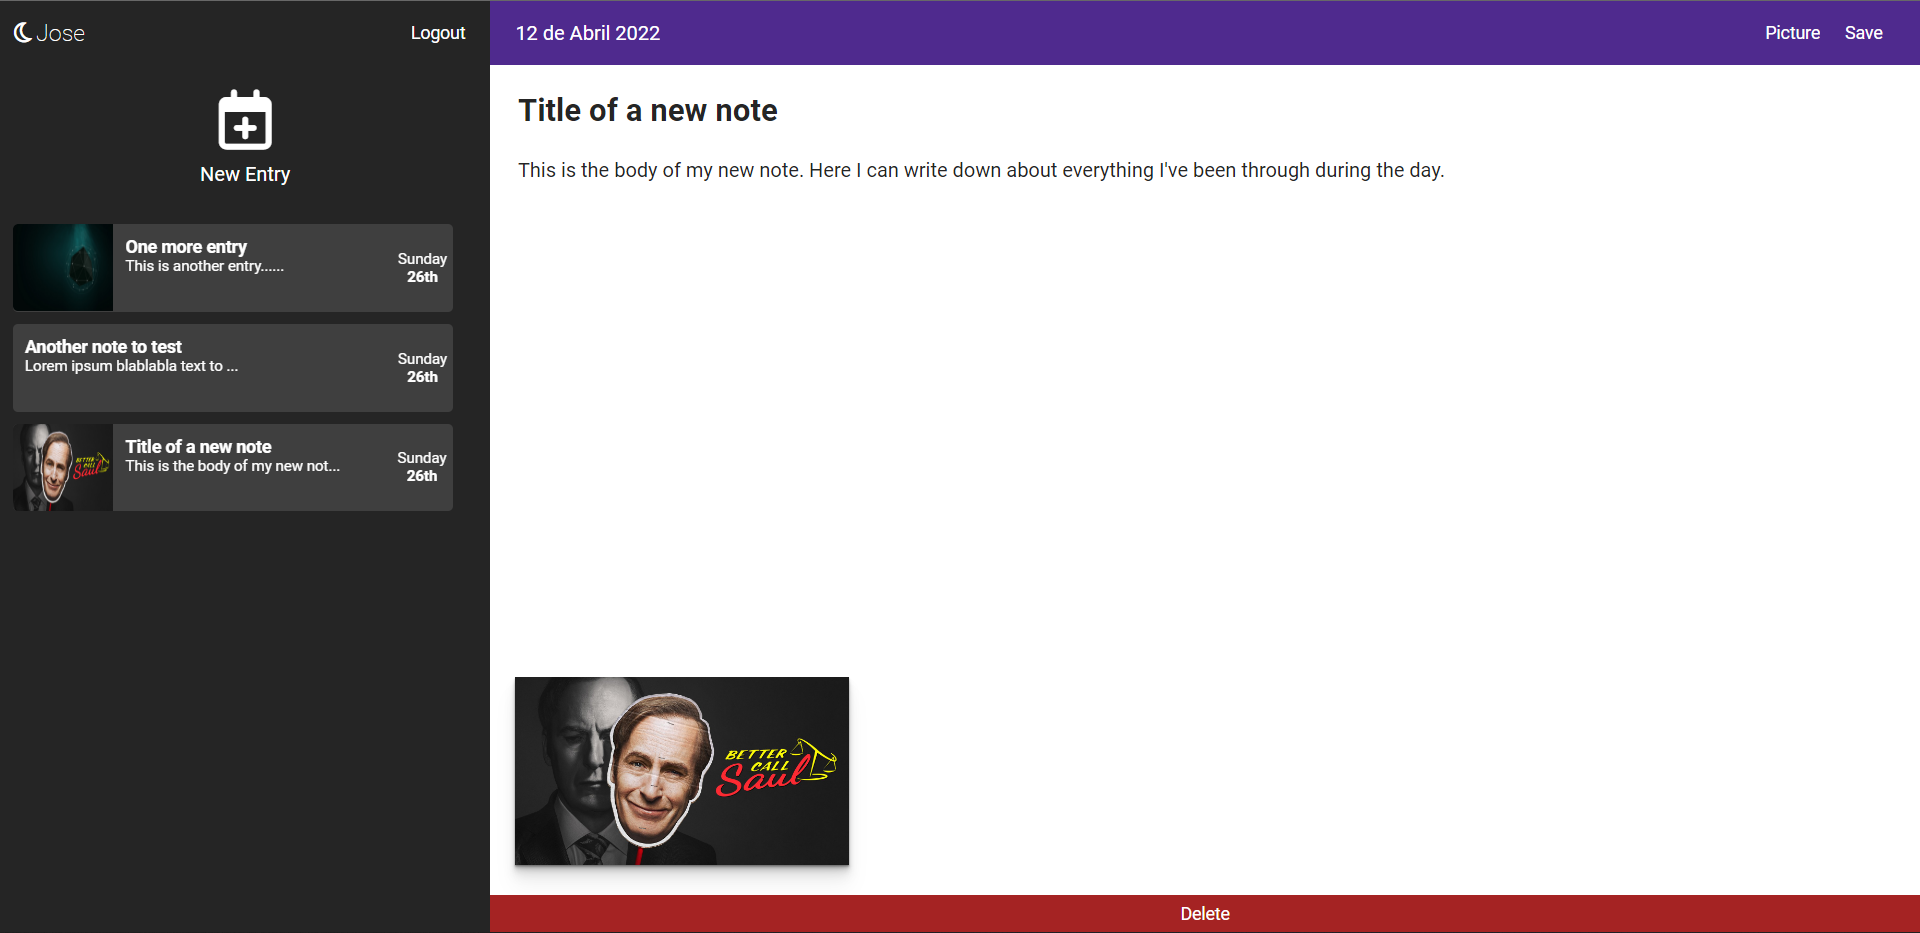 Jose
Logout
New Entry
One more entry
This is another entry......
Sunday
26th
Another note to test
Lorem ipsum blablabla text to ...
Sunday
26th
BETTER
CALL
Saul
Title of a new note
This is the body of my new not...
Sunday
26th
12 de Abril 2022
Picture
Save
Title of a new note
This is the body of my new note. Here I can write down about everything I've been through during the day.
BETTER
CALL
Saul
Delete